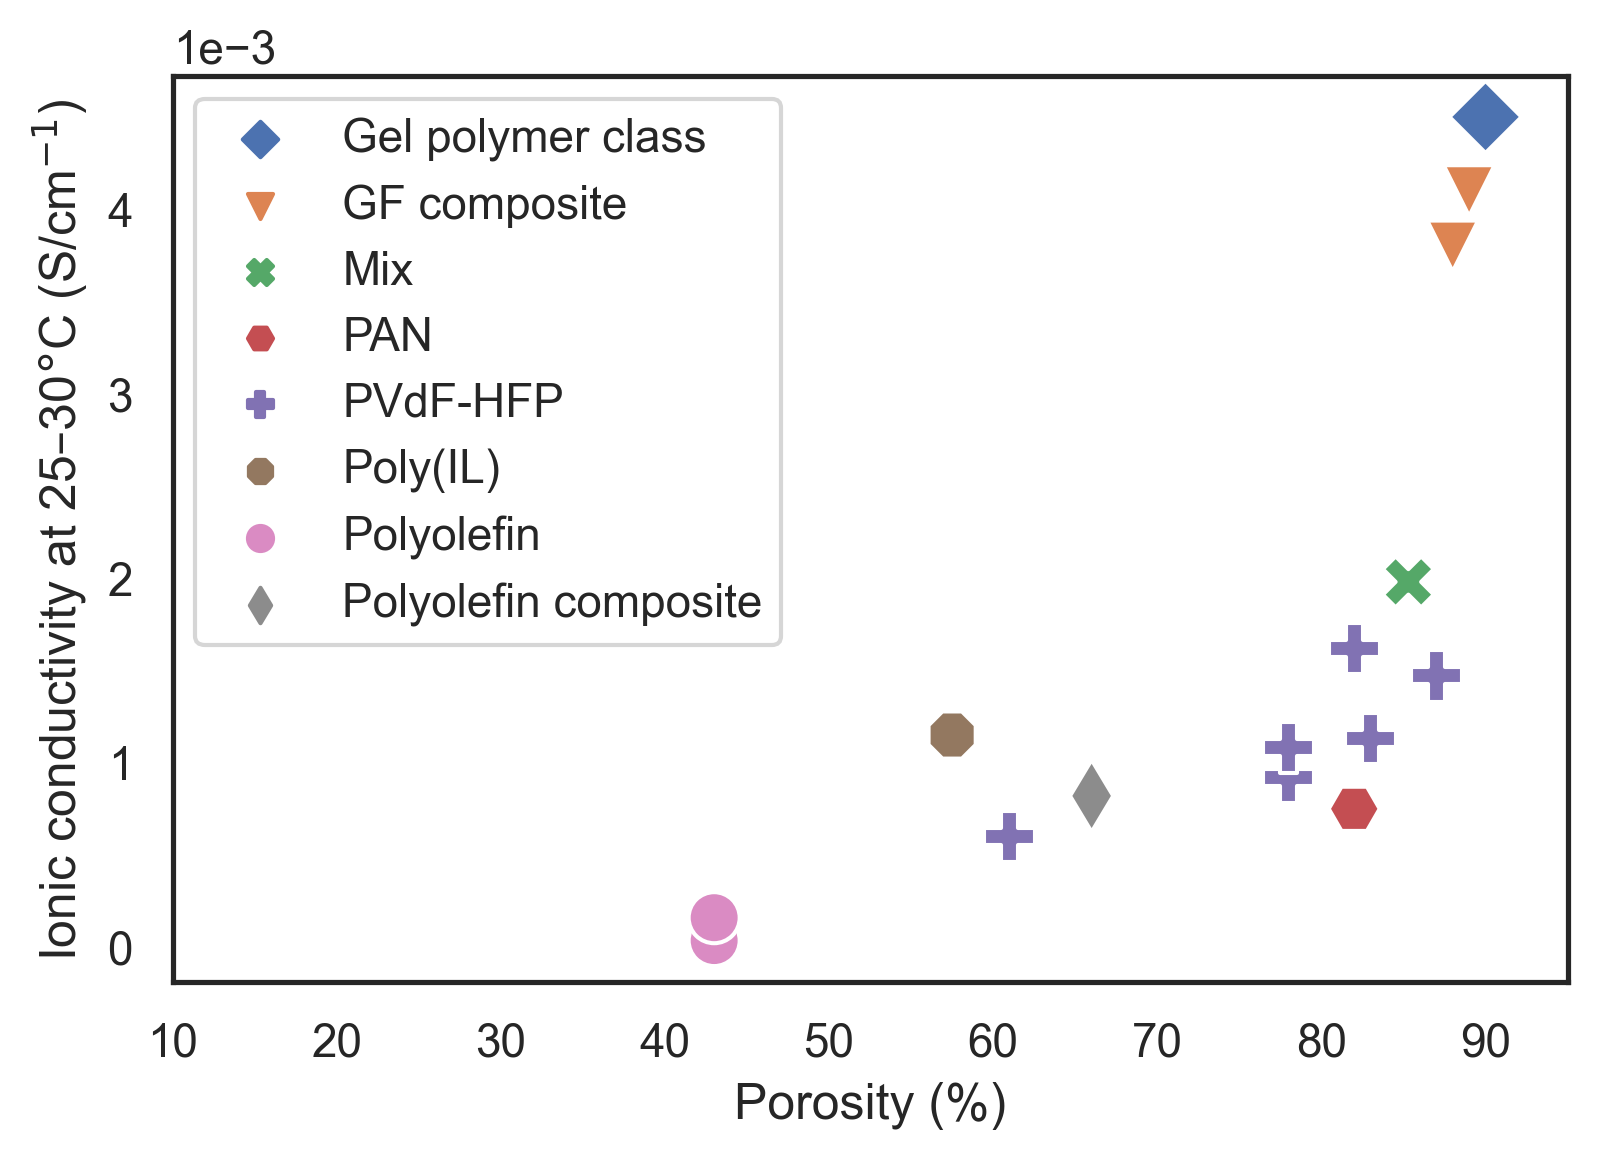 1e−3
Ionic conductivity at 25−30°C (S/cm⁻¹)
4
3
2
1
0
Gel polymer class
GF composite
Mix
PAN
PVdF-HFP
Poly(IL)
Polyolefin
Polyolefin composite
10 20 30 40 50 60 70 80 90
Porosity (%)